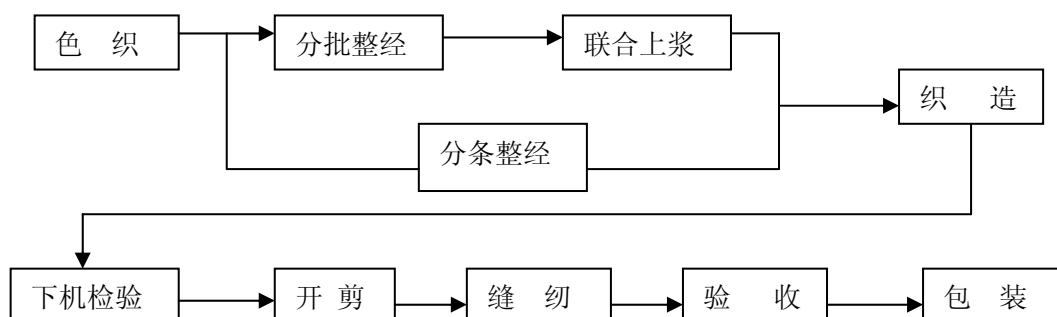 色 织
分批整经
联合上浆
织 造
分条整经
下机检验
开 剪
缝 纫
验 收
包 装